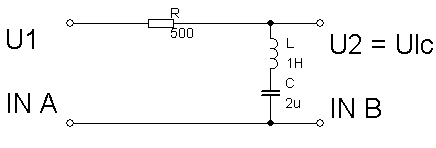 R
U1
500
L
U2 = Ulc
1H
C
IN A
2u
IN B